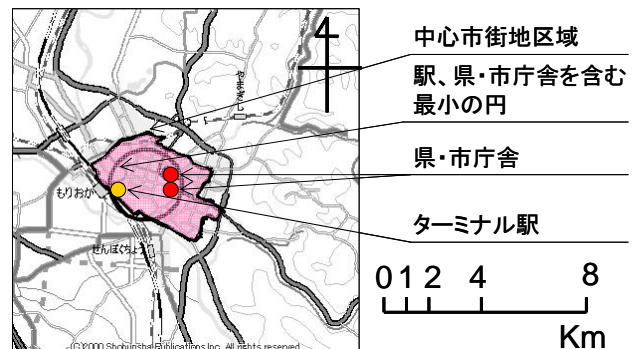 4
中心市街地区域
駅、県・市庁舎を含む
最小の円
県・市庁舎
もりおか
ターミナル駅
せんぼくちょう
0 1 2 4 8
Km
(C)2000 Shobunsha Publications Inc. All rights reserved